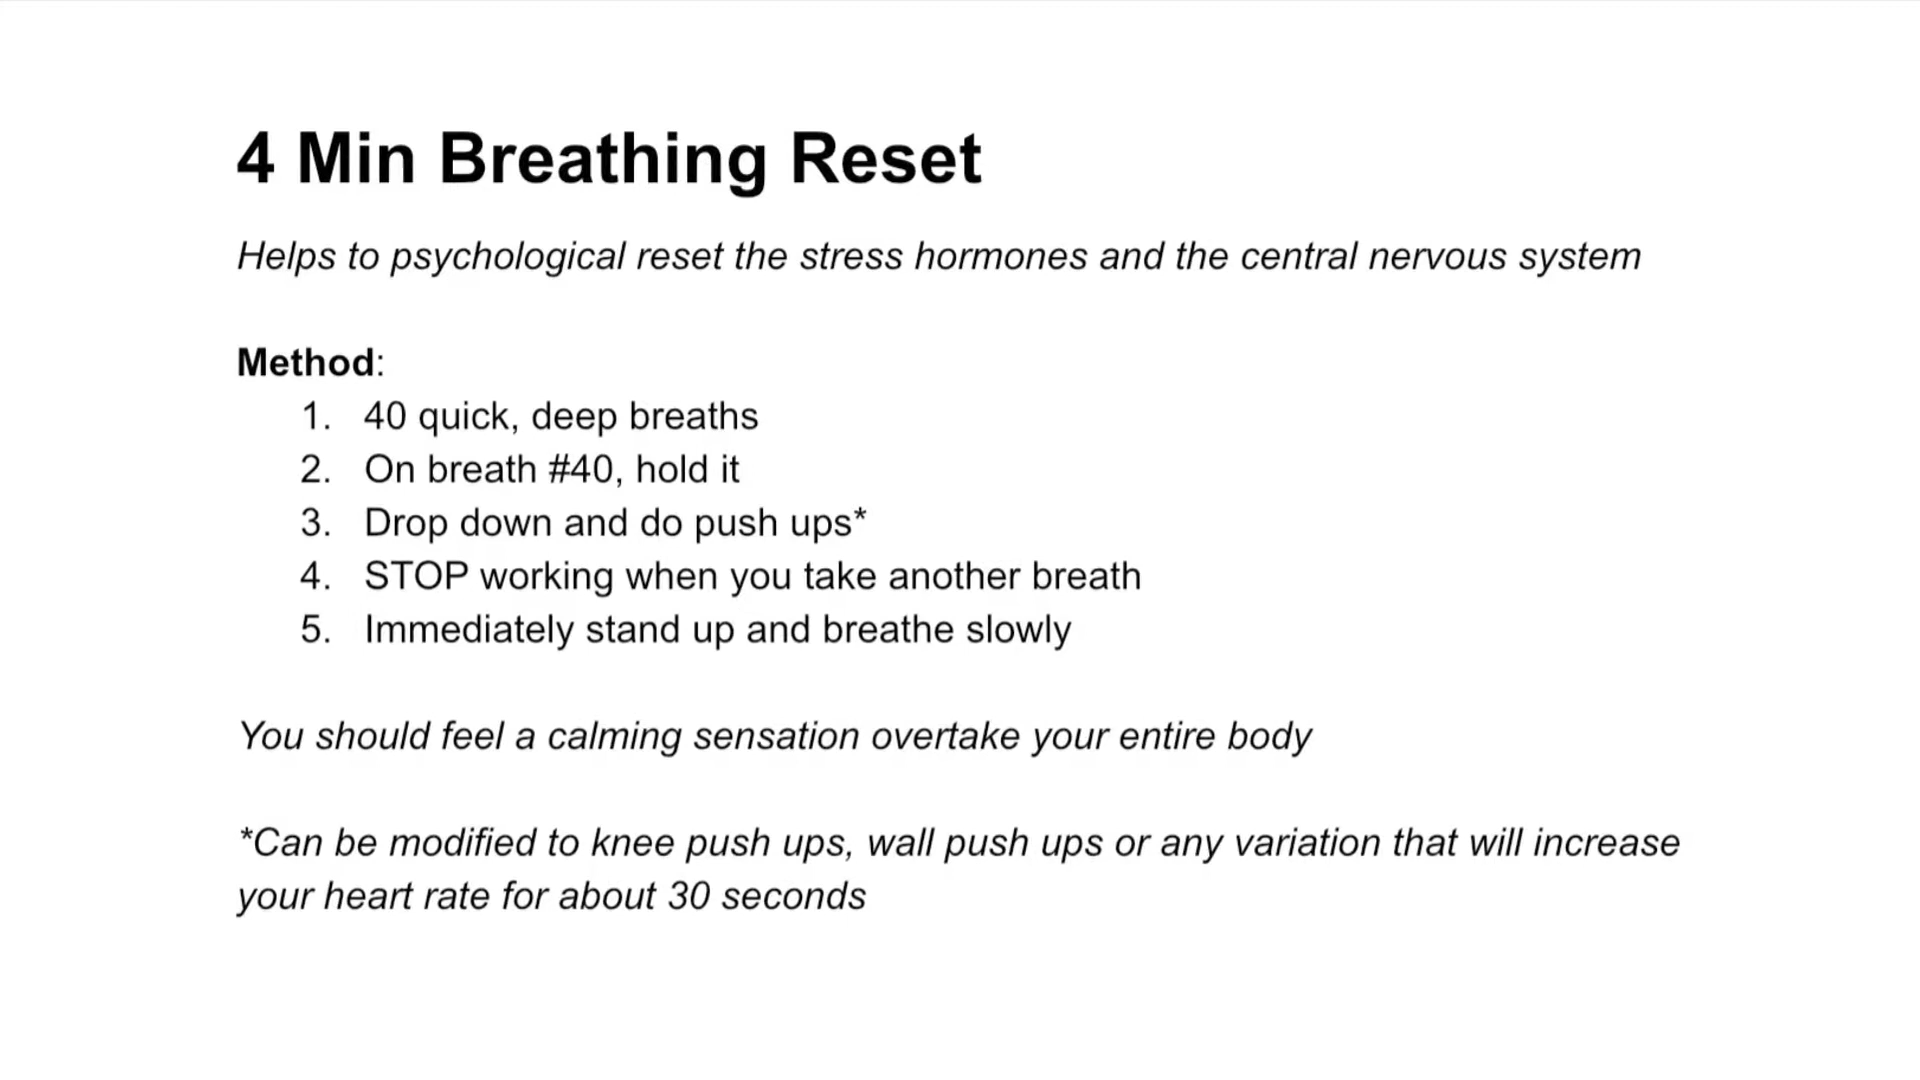 4 Min Breathing Reset
Helps to psychological reset the stress hormones and the central nervous system
Method:
1. 40 quick, deep breaths
2. On breath #40, hold it
3. Drop down and do push ups*
4. STOP working when you take another breath
5. Immediately stand up and breathe slowly
You should feel a calming sensation overtake your entire body
*Can be modified to knee push ups, wall push ups or any variation that will increase
your heart rate for about 30 seconds